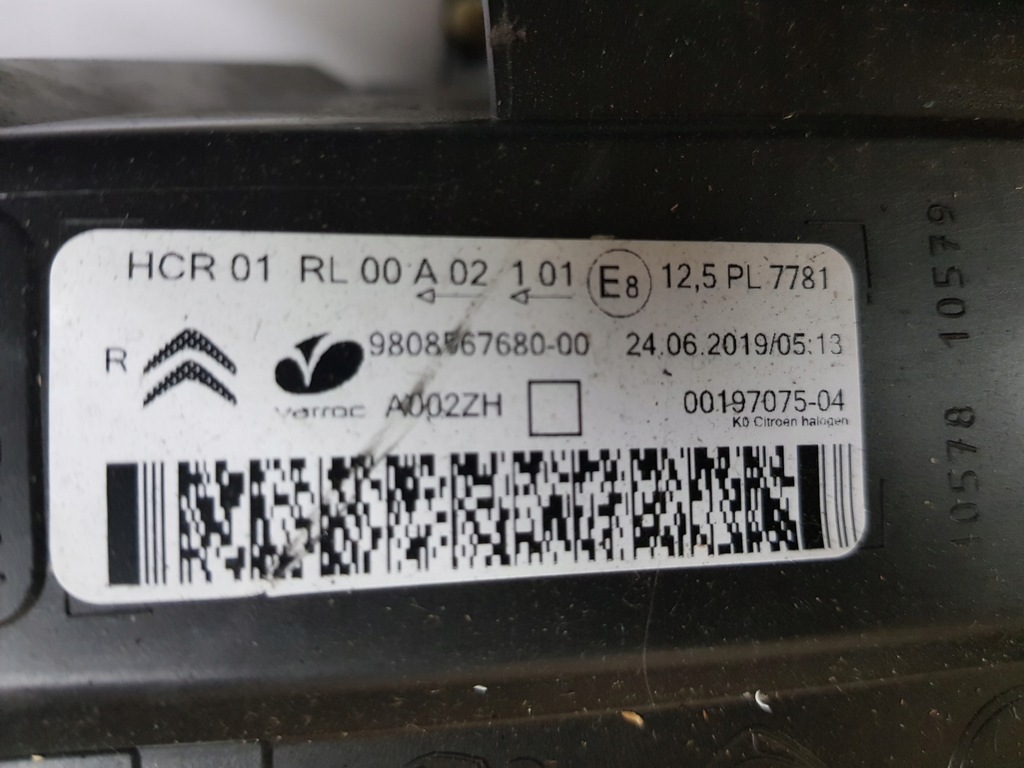 HCR 01 RL 00 A 02 1 01 E8 12,5 PL 7781
R 9808567680-00 24.06.2019/05:13
varroc A002ZH 00197075-04
K0 Citroen halogen
10578 10579